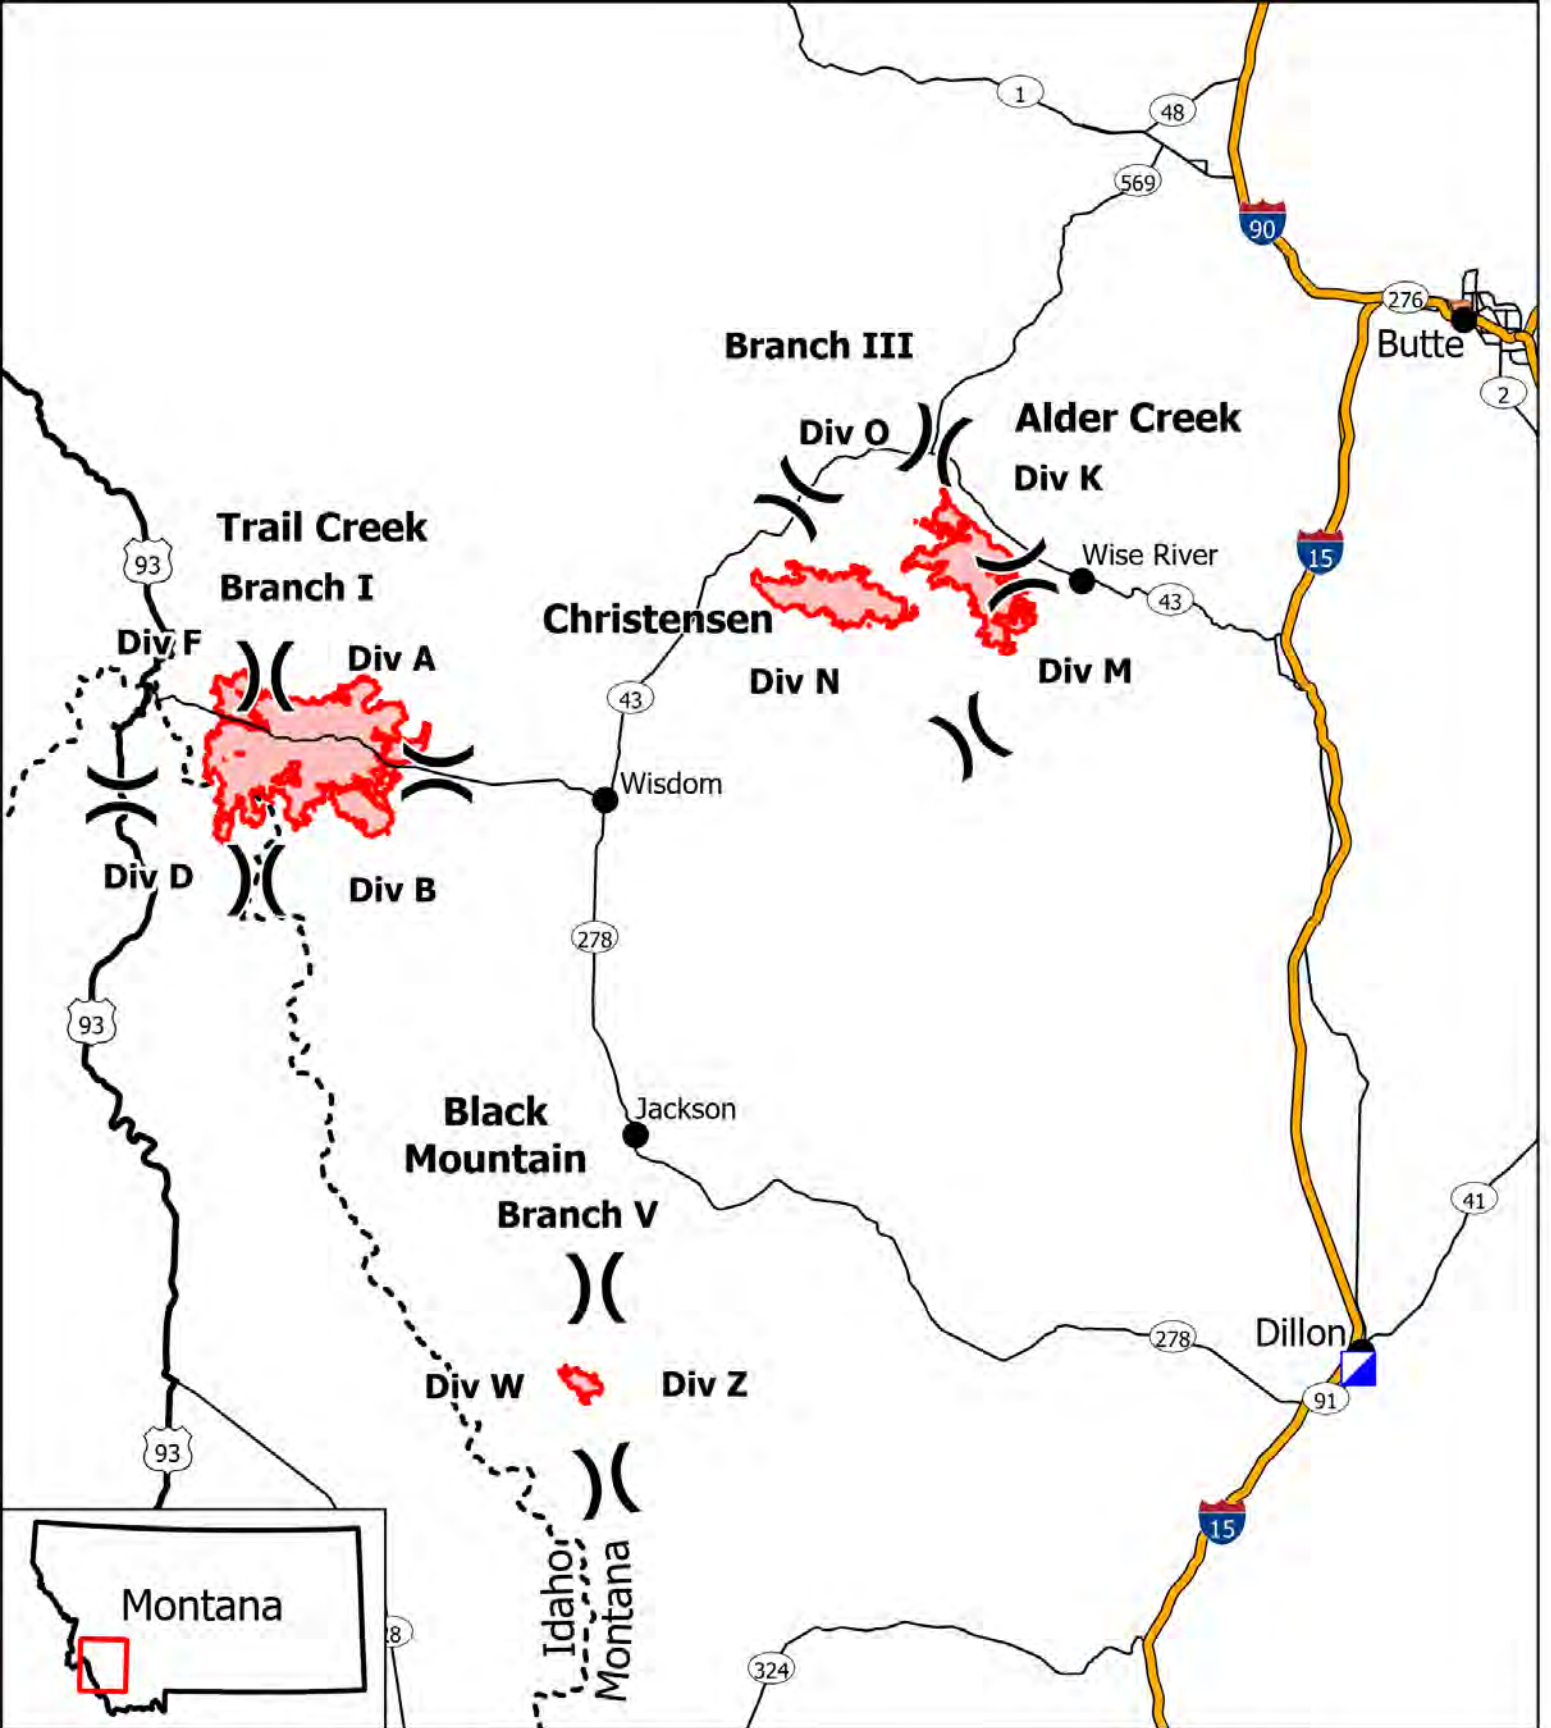 1
48
569
90
276
Butte
2
Branch III
Alder Creek
Div O
Div K
Trail Creek
Branch I
93
15
Wise River
43
Christensen
Div F
Div A
Div N
Div M
43
Wisdom
Div D
Div B
278
93
Black
Mountain
Jackson
Branch V
41
278
Dillon
Div W
Div Z
91
93
15
Idaho
Montana
Montana
8
324